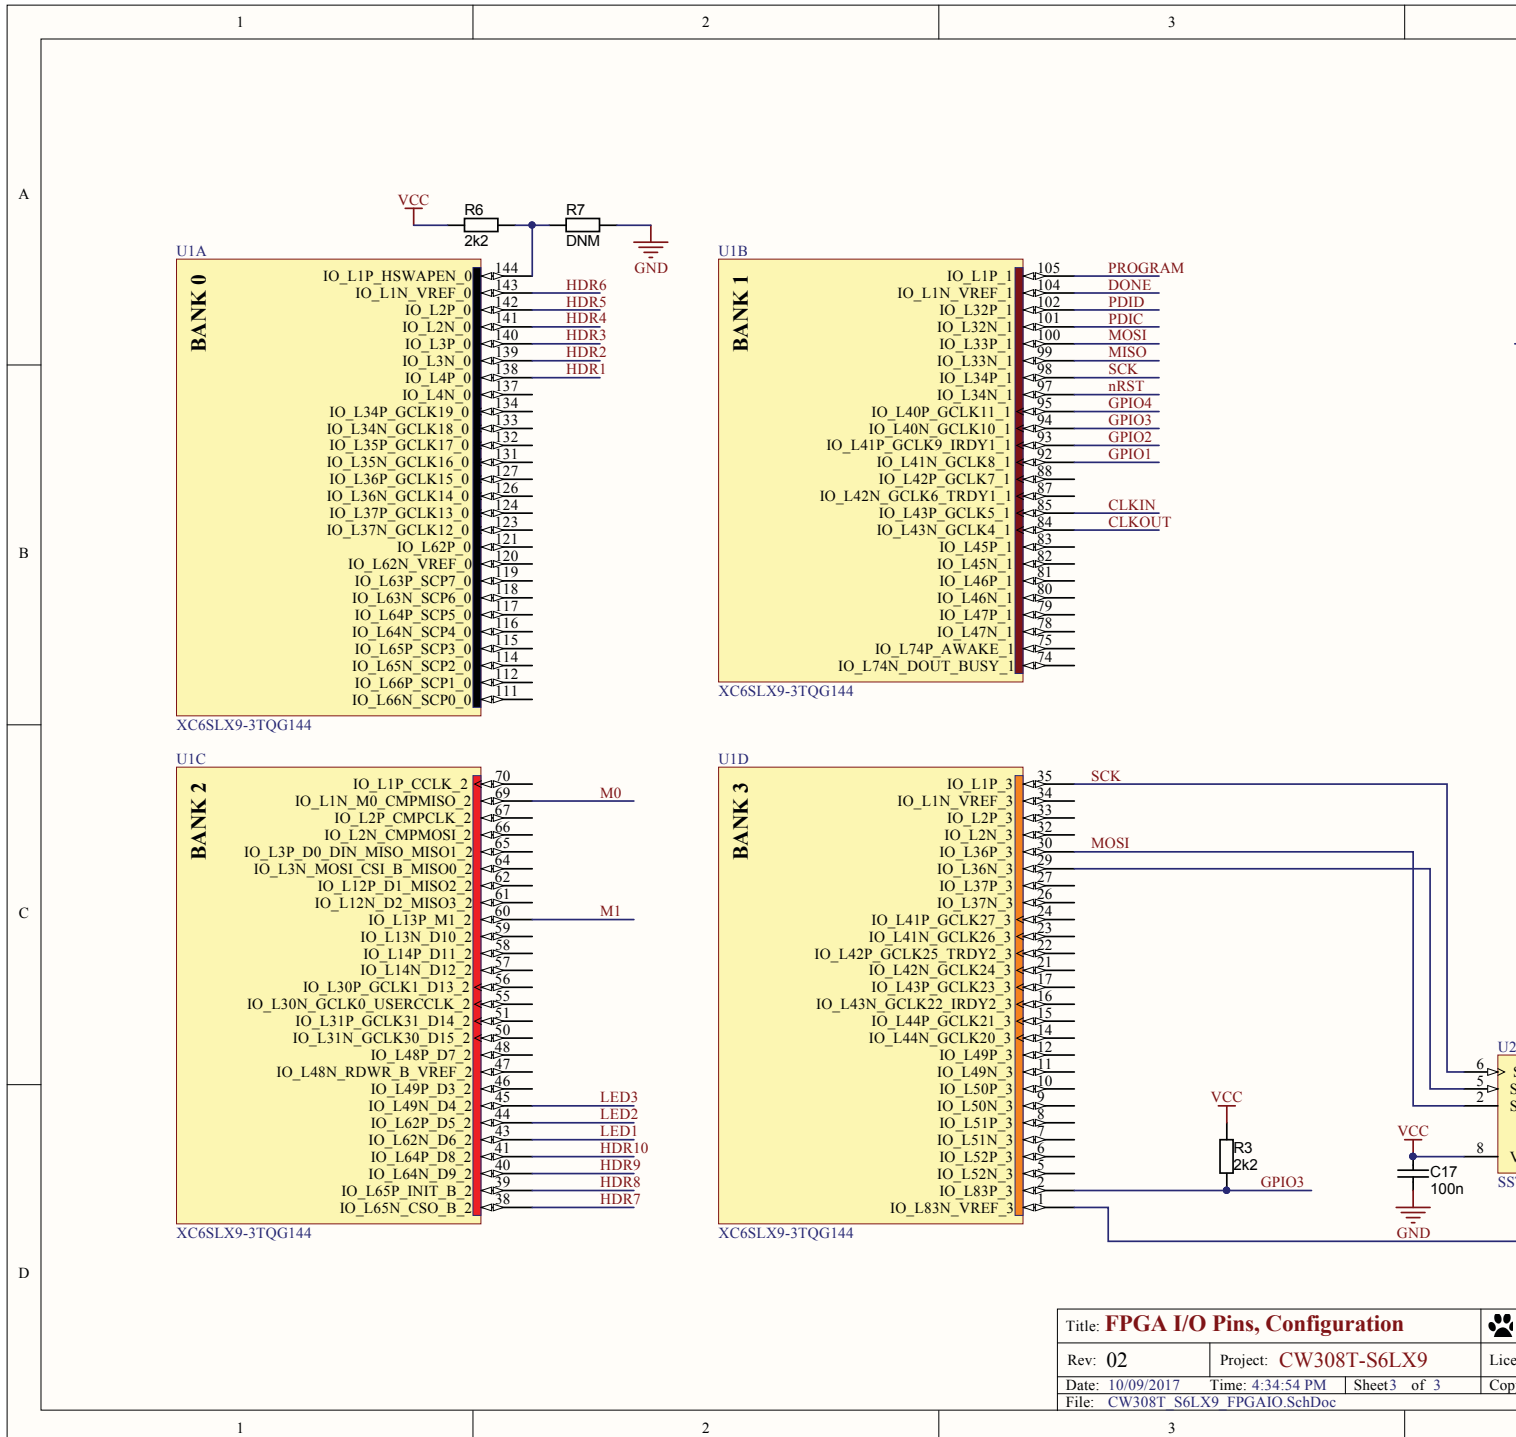 1 2 3
A
B
C
D
VCC
R6
2k2
R7
DNM
GND
U1A
BANK 0
IO_L1P_HSWAPEN_0 144
IO_L1N_VREF_0 143 HDR6
IO_L2P_0 142 HDR5
IO_L2N_0 141 HDR4
IO_L3P_0 140 HDR3
IO_L3N_0 139 HDR2
IO_L4P_0 138 HDR1
IO_L4N_0 137
IO_L34P_GCLK19_0 134
IO_L34N_GCLK18_0 133
IO_L35P_GCLK17_0 132
IO_L35N_GCLK16_0 131
IO_L36P_GCLK15_0 127
IO_L36N_GCLK14_0 126
IO_L37P_GCLK13_0 124
IO_L37N_GCLK12_0 123
IO_L62P_0 121
IO_L62N_VREF_0 120
IO_L63P_SCP7_0 119
IO_L63N_SCP6_0 118
IO_L64P_SCP5_0 117
IO_L64N_SCP4_0 116
IO_L65P_SCP3_0 115
IO_L65N_SCP2_0 114
IO_L66P_SCP1_0 112
IO_L66N_SCP0_0 111
XC6SLX9-3TQG144
U1B
BANK 1
IO_L1P_1 105 PROGRAM
IO_L1N_VREF_1 104 DONE
IO_L32P_1 102 PDID
IO_L32N_1 101 PDIC
IO_L33P_1 100 MOSI
IO_L33N_1 99 MISO
IO_L34P_1 98 SCK
IO_L34N_1 97 nRST
IO_L40P_GCLK11_1 95 GPIO4
IO_L40N_GCLK10_1 94 GPIO3
IO_L41P_GCLK9_IRDY1_1 93 GPIO2
IO_L41N_GCLK8_1 92 GPIO1
IO_L42P_GCLK7_1 88
IO_L42N_GCLK6_TRDY1_1 87
IO_L43P_GCLK5_1 85 CLKIN
IO_L43N_GCLK4_1 84 CLKOUT
IO_L45P_1 83
IO_L45N_1 82
IO_L46P_1 81
IO_L46N_1 80
IO_L47P_1 79
IO_L47N_1 78
IO_L74P_AWAKE_1 75
IO_L74N_DOUT_BUSY_1 74
XC6SLX9-3TQG144
U1C
BANK 2
IO_L1P_CCLK_2 70
IO_L1N_M0_CMPMISO_2 69 M0
IO_L2P_CMPCLK_2 67
IO_L2N_CMPMOSI_2 66
IO_L3P_D0_DIN_MISO_MISO1_2 65
IO_L3N_MOSI_CSI_B_MISO0_2 64
IO_L12P_D1_MISO2_2 62
IO_L12N_D2_MISO3_2 61
IO_L13P_M1_2 60 M1
IO_L13N_D10_2 59
IO_L14P_D11_2 58
IO_L14N_D12_2 57
IO_L30P_GCLK1_D13_2 56
IO_L30N_GCLK0_USERCCLK_2 55
IO_L31P_GCLK31_D14_2 51
IO_L31N_GCLK30_D15_2 50
IO_L48P_D7_2 48
IO_L48N_RDWR_B_VREF_2 47
IO_L49P_D3_2 46
IO_L49N_D4_2 45 LED3
IO_L62P_D5_2 44 LED2
IO_L62N_D6_2 43 LED1
IO_L64P_D8_2 41 HDR10
IO_L64N_D9_2 40 HDR9
IO_L65P_INIT_B_2 39 HDR8
IO_L65N_CSO_B_2 38 HDR7
XC6SLX9-3TQG144
U1D
BANK 3
IO_L1P_3 35 SCK
IO_L1N_VREF_3 34
IO_L2P_3 33
IO_L2N_3 32
IO_L36P_3 30 MOSI
IO_L36N_3 29
IO_L37P_3 27
IO_L37N_3 26
IO_L41P_GCLK27_3 24
IO_L41N_GCLK26_3 23
IO_L42P_GCLK25_TRDY2_3 22
IO_L42N_GCLK24_3 21
IO_L43P_GCLK23_3 17
IO_L43N_GCLK22_IRDY2_3 16
IO_L44P_GCLK21_3 15
IO_L44N_GCLK20_3 14
IO_L49P_3 12
IO_L49N_3 11
IO_L50P_3 10
IO_L50N_3 9
IO_L51P_3 8
IO_L51N_3 7
IO_L52P_3 6
IO_L52N_3 5
IO_L83P_3 2 GPIO3
IO_L83N_VREF_3 1
XC6SLX9-3TQG144
VCC
R3
2k2
VCC
C17
100n
GND
U2
6
5
2
8
Title: FPGA I/O Pins, Configuration
Rev: 02 Project: CW308T-S6LX9
Date: 10/09/2017 Time: 4:34:54 PM Sheet3 of 3
File: CW308T_S6LX9_FPGAIO.SchDoc
1 2 3